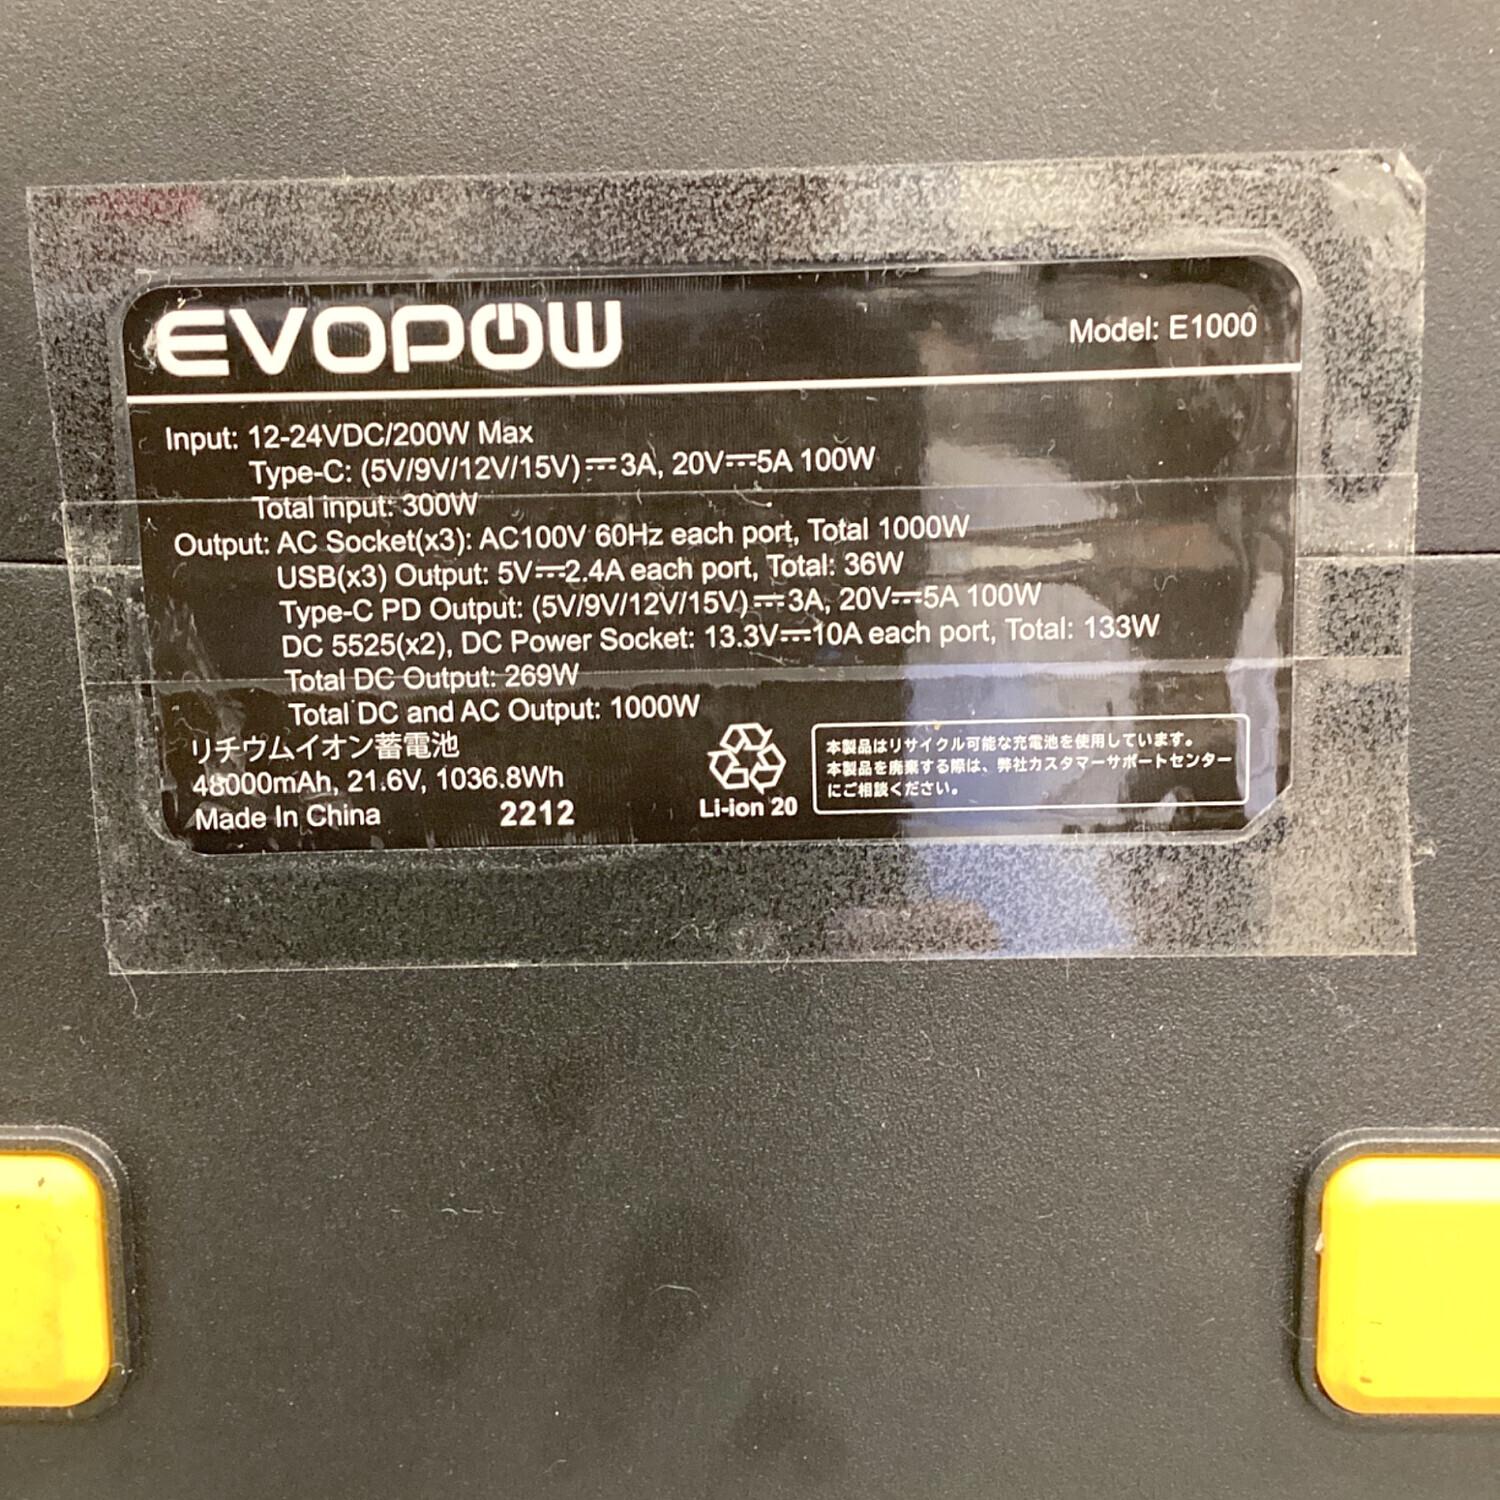 EVOPOW
Model: E1000
Input: 12-24VDC/200W Max
Type-C: (5V/9V/12V/15V)⎓3A, 20V⎓5A 100W
Total input: 300W
Output: AC Socket(x3): AC100V 60Hz each port, Total 1000W
USB(x3) Output: 5V⎓2.4A each port, Total: 36W
Type-C PD Output: (5V/9V/12V/15V)⎓3A, 20V⎓5A 100W
DC 5525(x2), DC Power Socket: 13.3V⎓10A each port, Total: 133W
Total DC Output: 269W
Total DC and AC Output: 1000W
リチウムイオン蓄電池
48000mAh, 21.6V, 1036.8Wh
Made In China 2212
Li-ion 20
本製品はリサイクル可能な充電池を使用しています。
本製品を廃棄する際は、弊社カスタマーサポートセンター
にご相談ください。